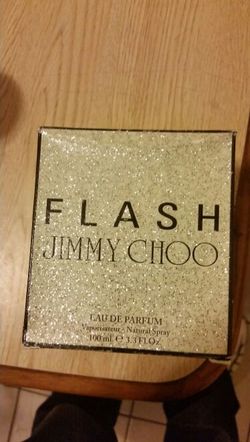 FLASH
JIMMY CHOO
EAU DE PARFUM
Vaporisateur - Natural Spray
100 ml ℮ 3.3 FL Oz